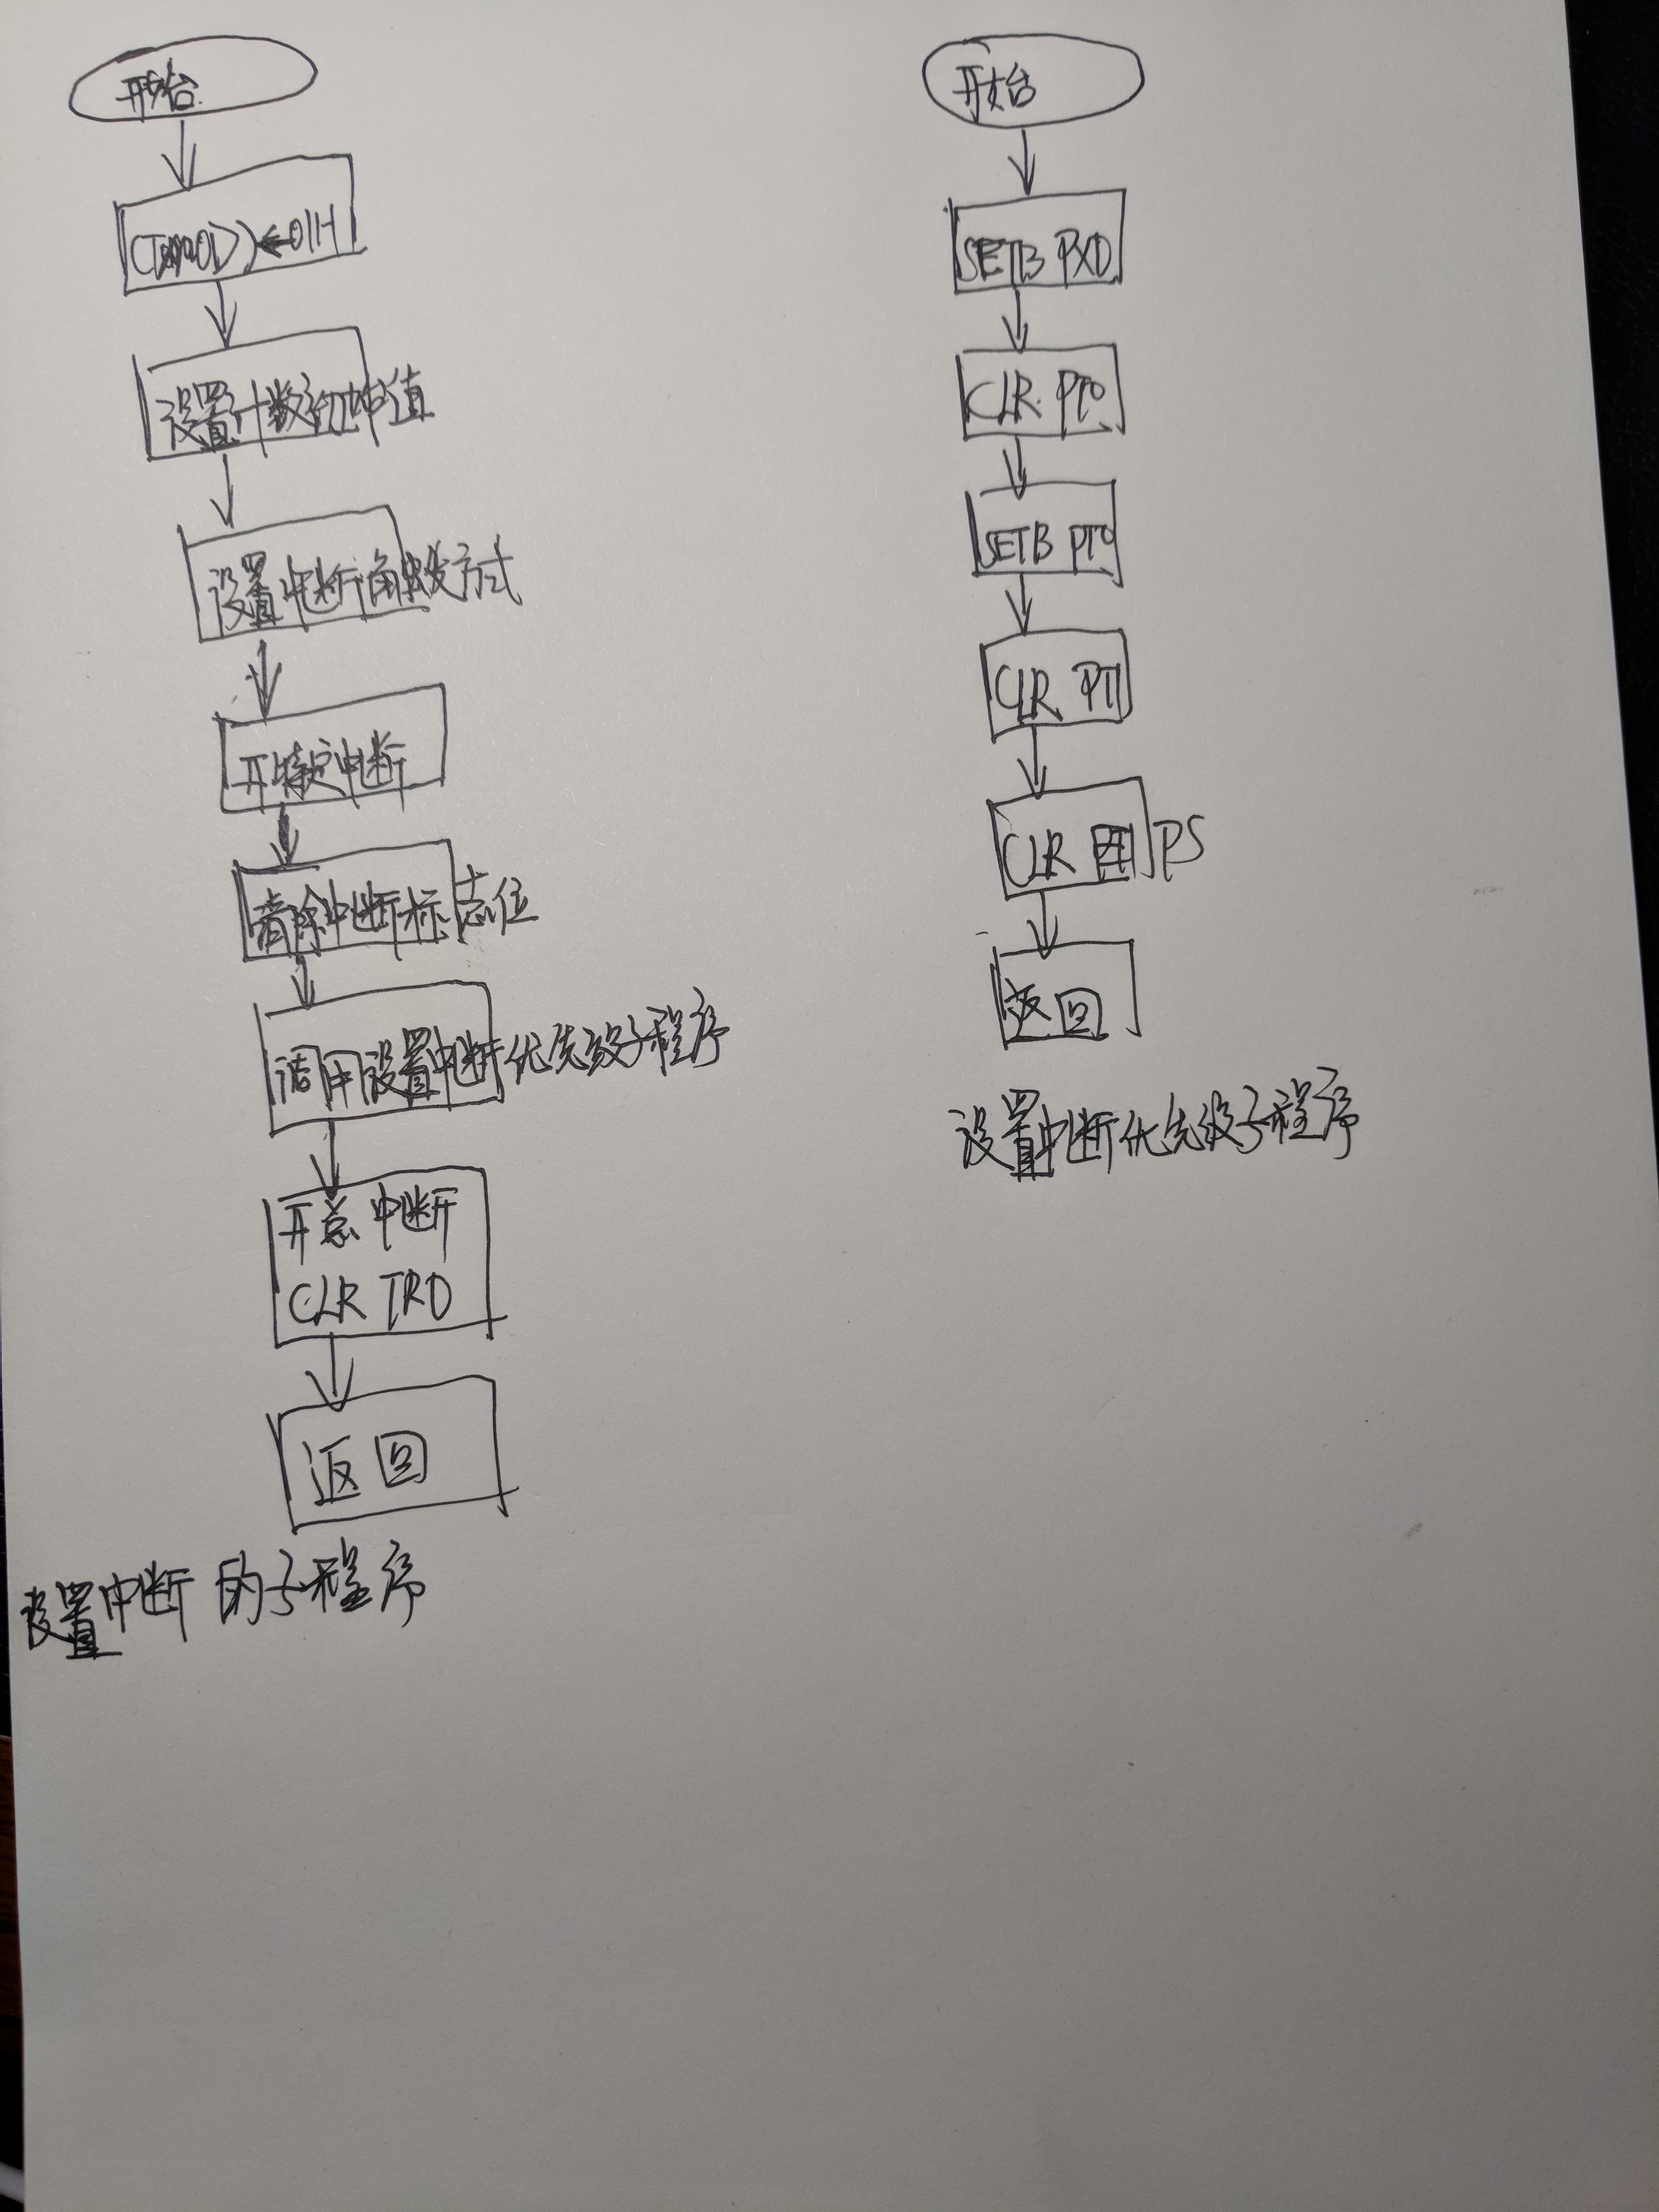 开始
(TMOD)←01H
设置计数初值
设置中断触发方式
开特定中断
清除中断标志位
调用设置中断优先级子程序
开总中断
CLR TR0
返回
设置中断的子程序
开始
SETB PX0
CLR PT0
SETB PT0
CLR PT1
CLR PS
返回
设置中断优先级子程序